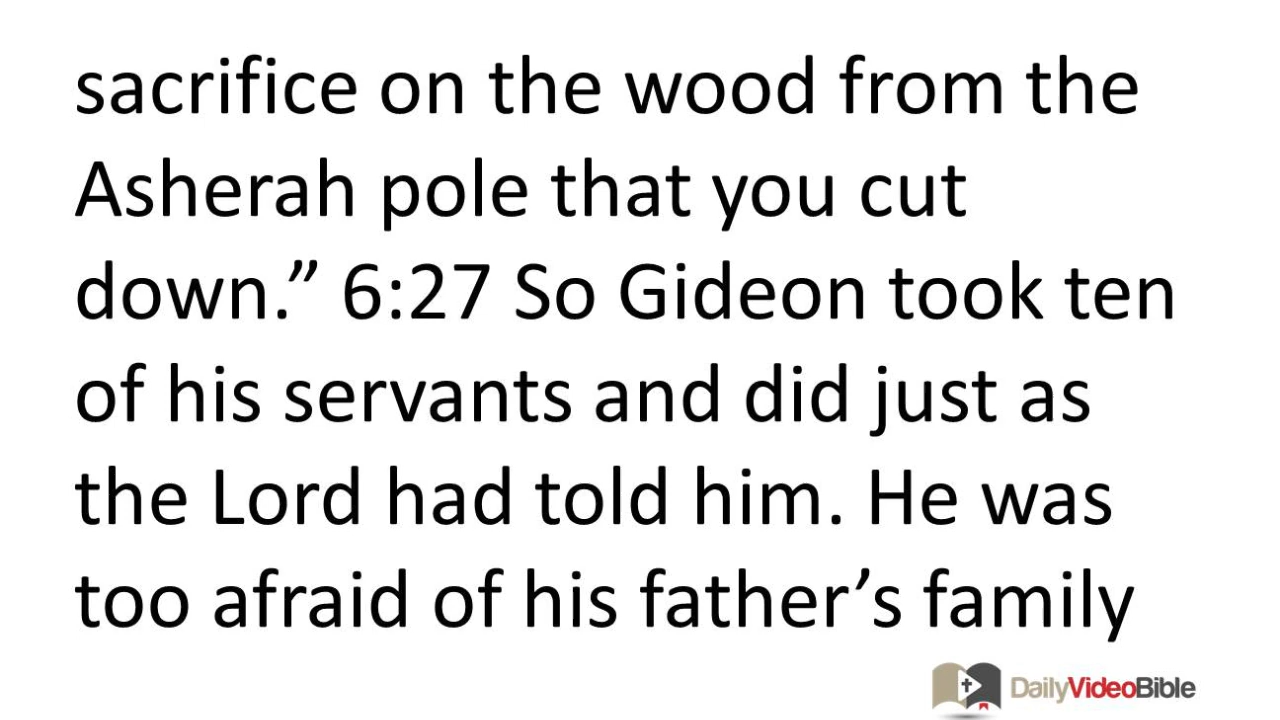 sacrifice on the wood from the
Asherah pole that you cut
down.” 6:27 So Gideon took ten
of his servants and did just as
the Lord had told him. He was
too afraid of his father’s family
DailyVideoBible